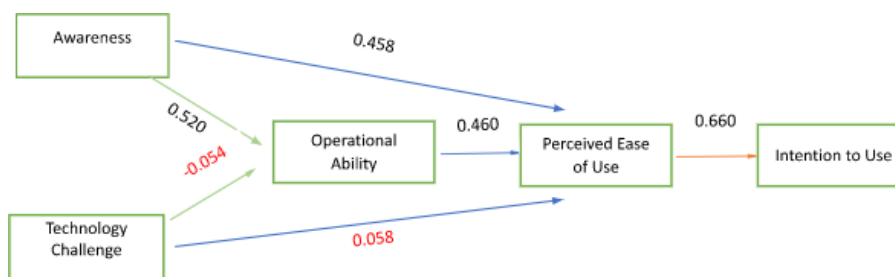 Awareness
0.458
0.520
-0.054
Operational
Ability
0.460
Perceived Ease
of Use
0.660
Intention to Use
Technology
Challenge
0.058